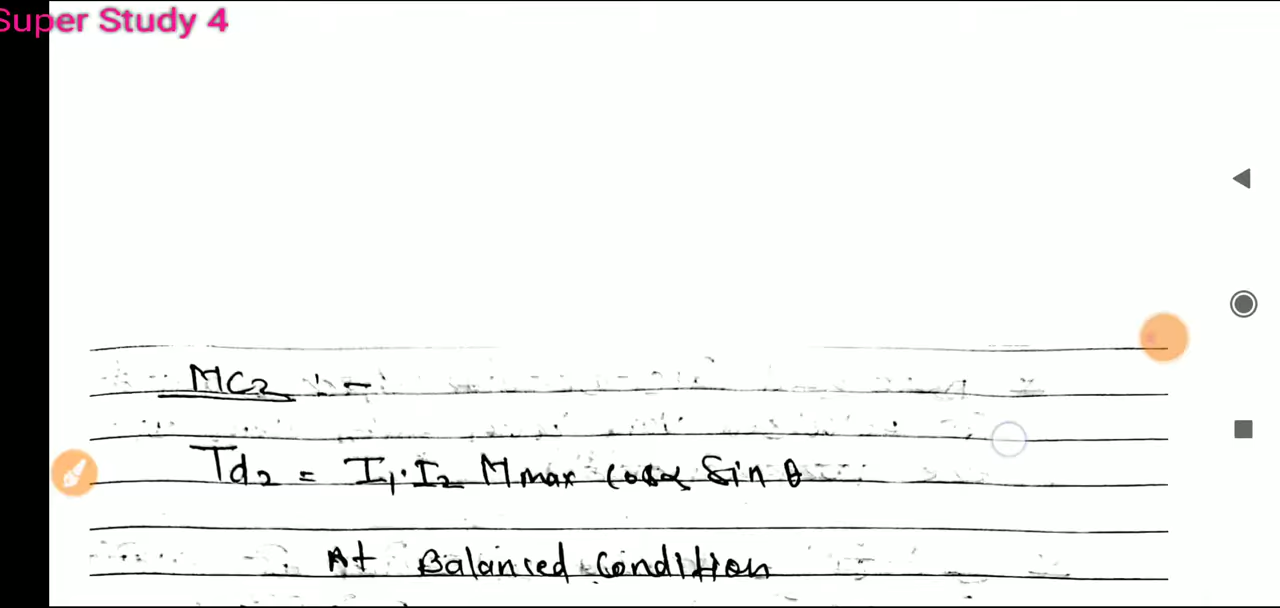 Super Study 4
MC2 :-
Td2 = I1.I2 Mmax cosα Sin θ
At Balanced Condition